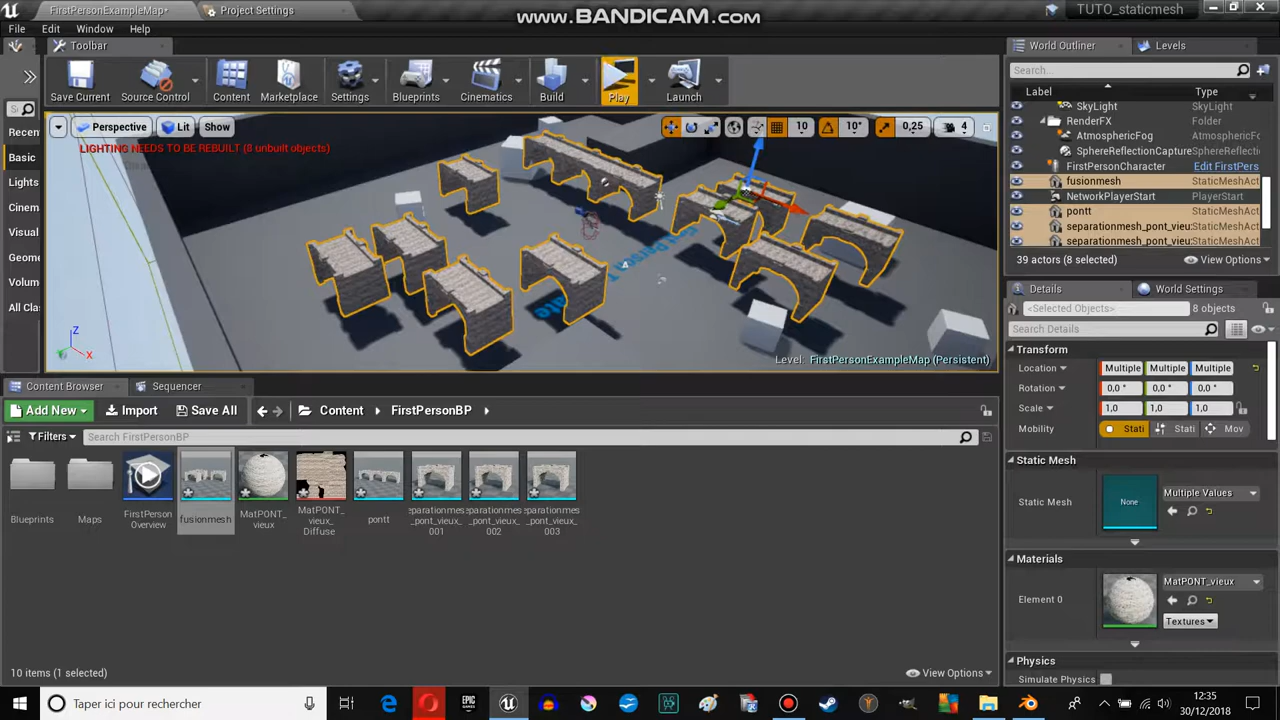 FirstPersonExampleMap*
Project Settings
www.BANDICAM.com
TUTO_staticmesh
File Edit Window Help
Toolbar
Save Current
Source Control
Content
Marketplace
Settings
Blueprints
Cinematics
Build
Play
Launch
Recen
Basic
Lights
Cinem
Visual
Geome
All Clas
Perspective
Lit
Show
10
10°
0,25
4
LIGHTING NEEDS TO BE REBUILT (8 unbuilt objects)
Level: FirstPersonExampleMap (Persistent)
World Outliner
Levels
Search...
Label
Type
SkyLight
RenderFX Folder
AtmosphericFog
SphereReflectionCapture
FirstPersonCharacter Edit FirstPers
fusionmesh StaticMeshAct
NetworkPlayerStart PlayerStart
pontt StaticMeshAct
separationmesh_pont_vieu: StaticMeshAct
separationmesh_pont_vieu: StaticMeshAct
39 actors (8 selected)
View Options
Details
World Settings
<Selected Objects>
8 objects
Search Details
Transform
Location Multiple Multiple Multiple
Rotation 0,0° 0,0° 0,0°
Scale 1,0 1,0 1,0
Mobility Stati Stati Mov
Static Mesh
Static Mesh
None
Multiple Values
Materials
Element 0
MatPONT_vieux
Textures
Physics
Simulate Physics
Content Browser
Sequencer
Add New
Import
Save All
Content
FirstPersonBP
Filters
Search FirstPersonBP
Blueprints
Maps
FirstPerson
Overview
fusionmesh
MatPONT_
vieux
MatPONT_
vieux_
Diffuse
pontt
eparationmes
_pont_vieux_
001
eparationmes
_pont_vieux_
002
eparationmes
_pont_vieux_
003
10 items (1 selected)
View Options
Taper ici pour rechercher
12:35
30/12/2018